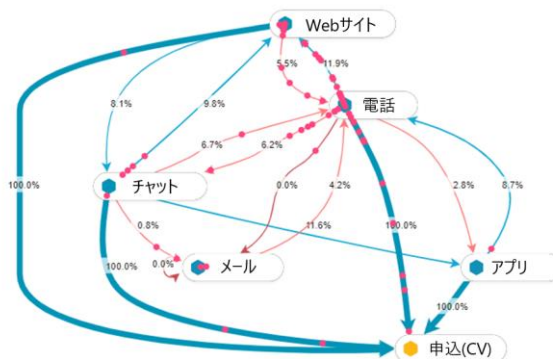 Webサイト
5.5%
11.9%
電話
8.1%
9.8%
6.7%
6.2%
100.0%
チャット
0.0%
4.2%
2.8%
8.7%
0.8%
11.6%
100.0%
100.0%
0.0%
メール
アプリ
100.0%
申込(CV)